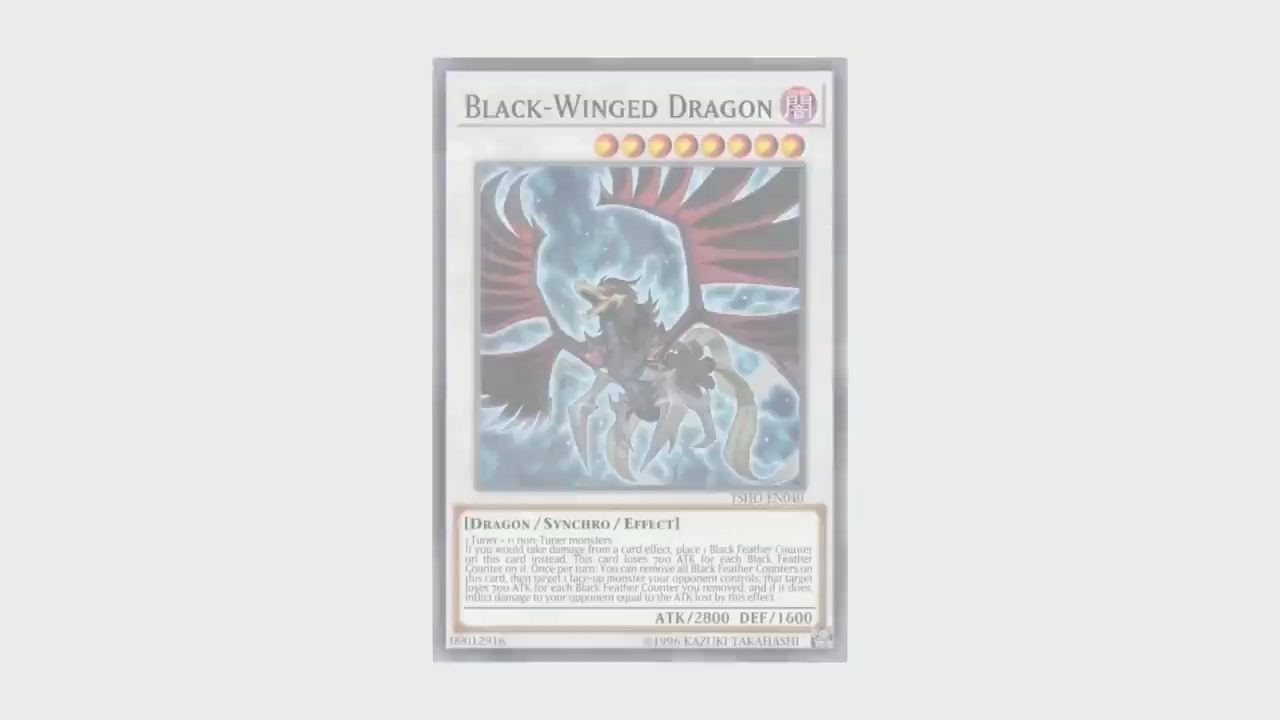 BLACK-WINGED DRAGON 闇
TSHD-EN040
[DRAGON / SYNCHRO / EFFECT]
1 Tuner + 1+ non-Tuner monsters
If you would take damage from a card effect, place 1 Black Feather Counter
on this card instead. This card loses 700 ATK for each Black Feather
Counter on it. Once per turn: You can remove all Black Feather Counters on
this card, then target 1 face-up monster your opponent controls; that target
loses 700 ATK for each Black Feather Counter you removed, and if it does,
inflict damage to your opponent equal to the ATK lost by this effect.
ATK/2800 DEF/1600
09012916 ©1996 KAZUKI TAKAHASHI